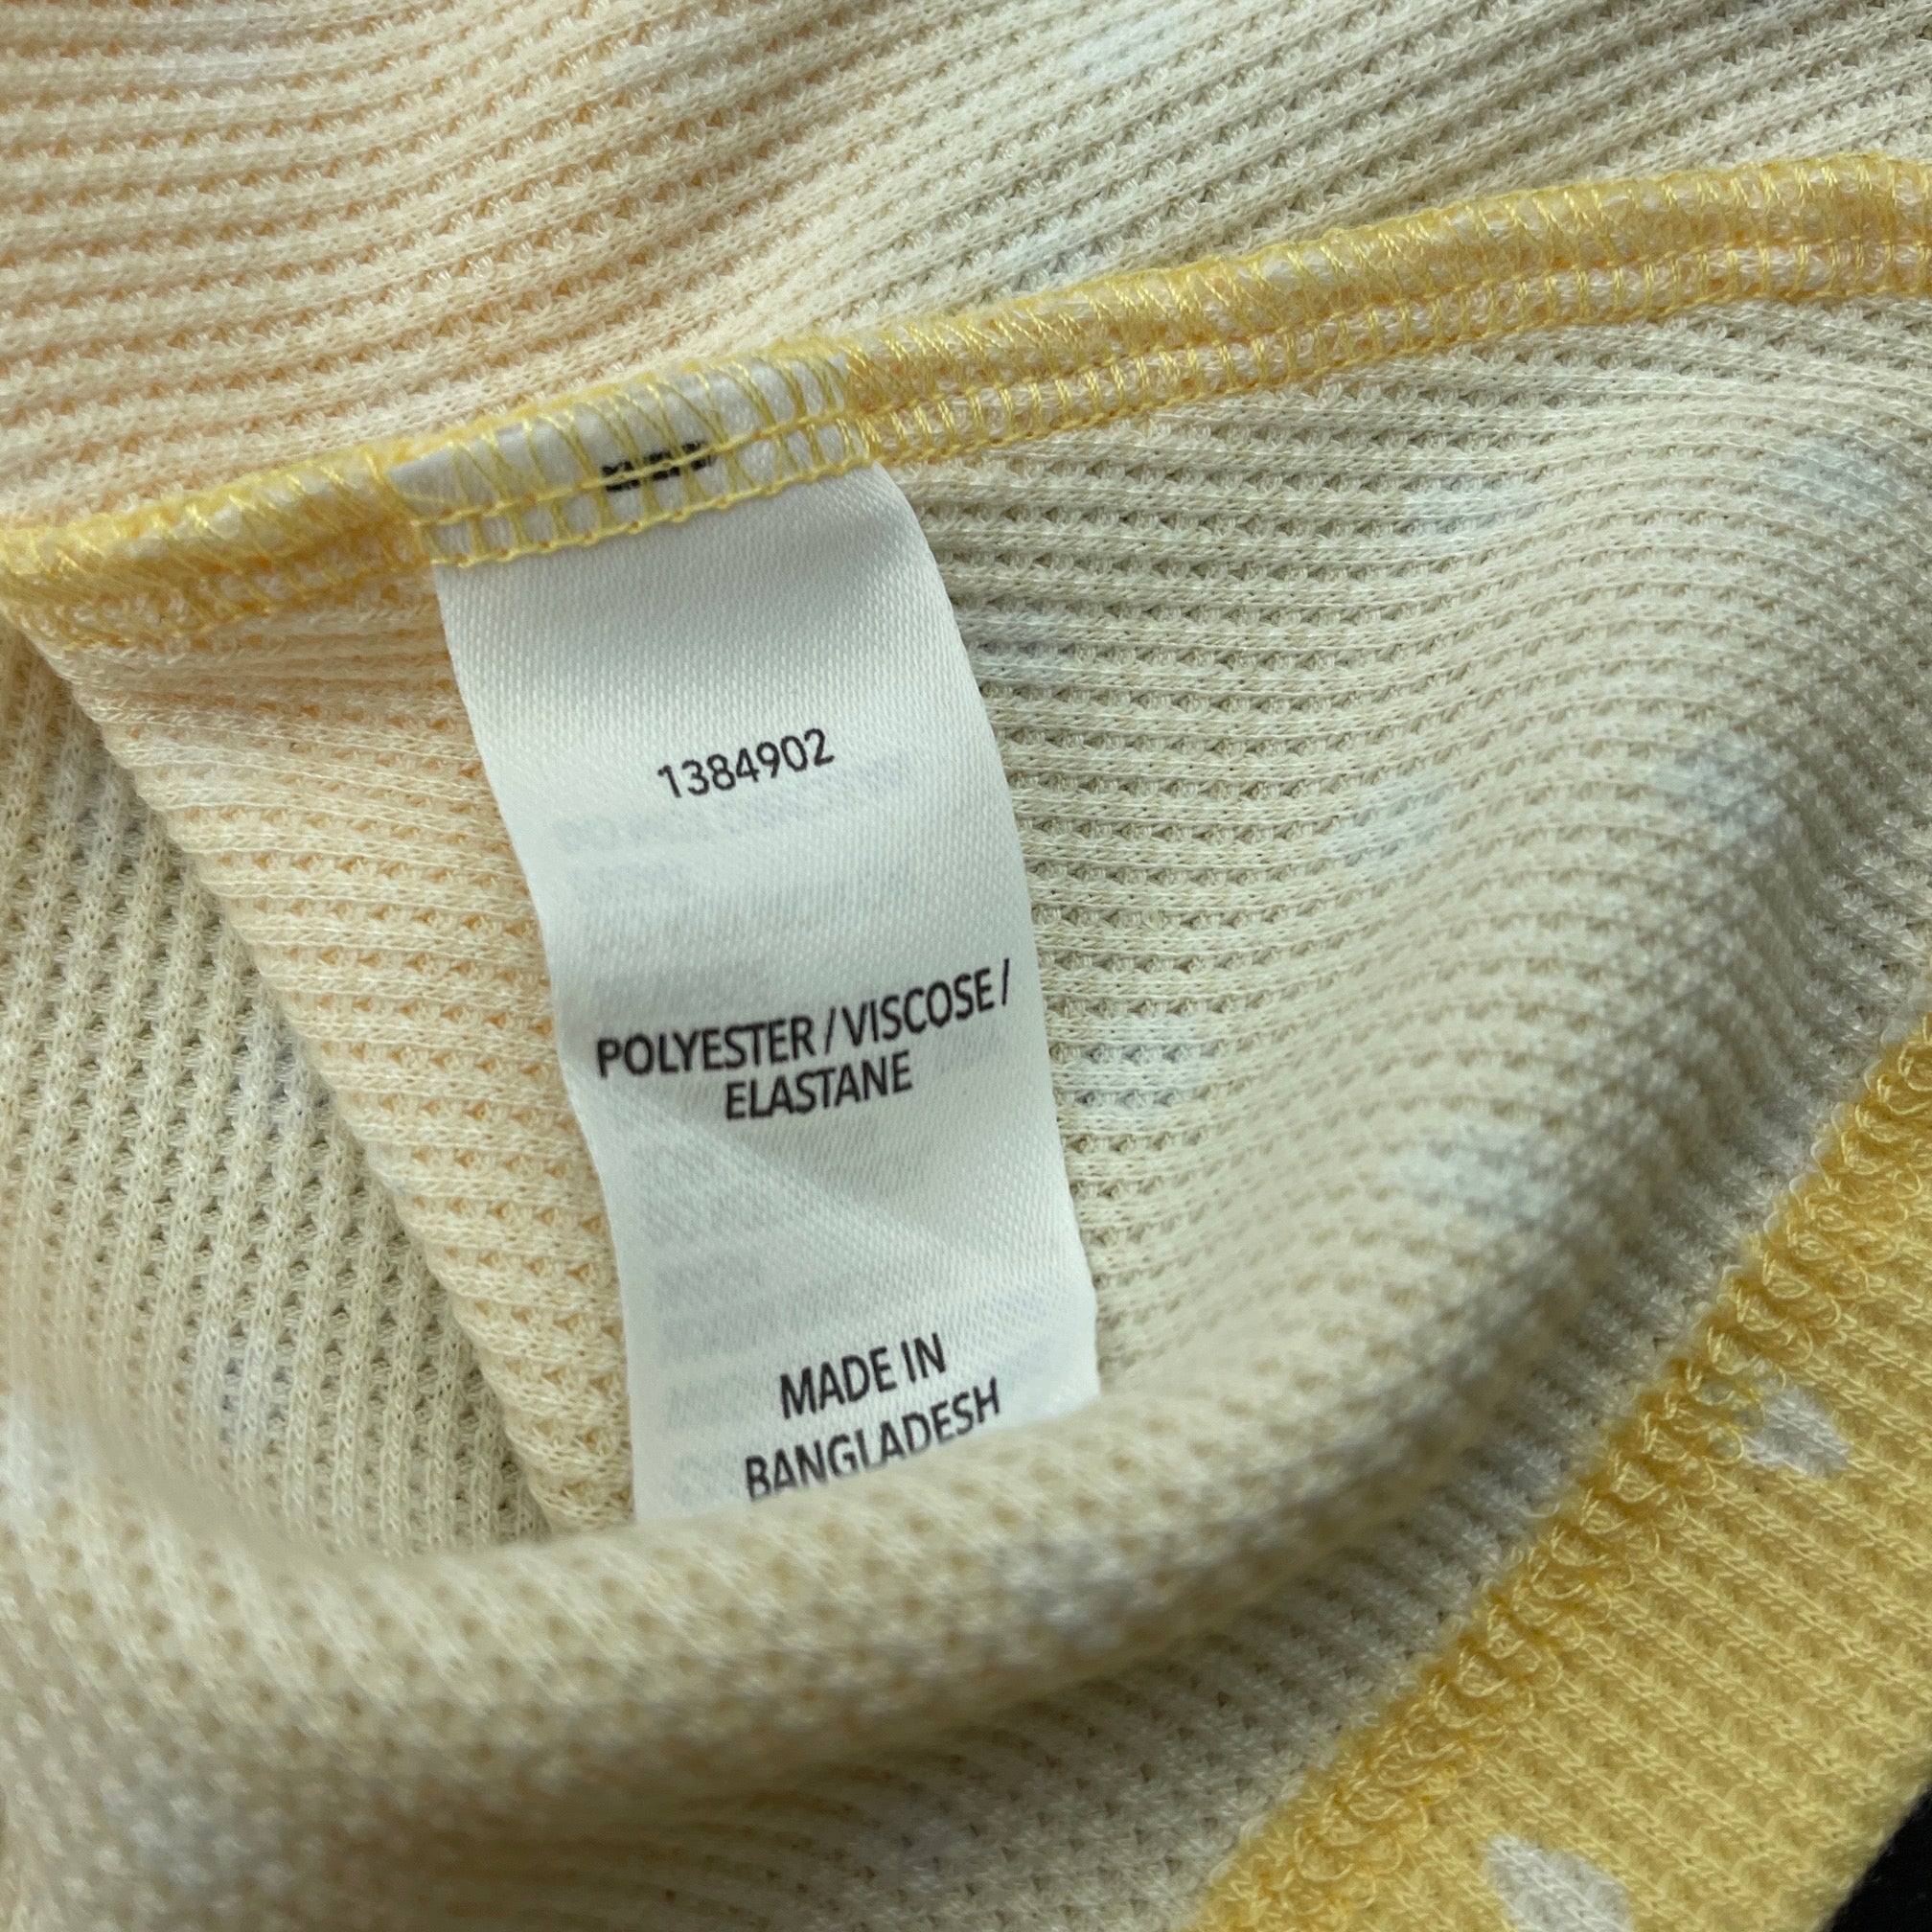 1384902
POLYESTER / VISCOSE /
ELASTANE
MADE IN
BANGLADESH